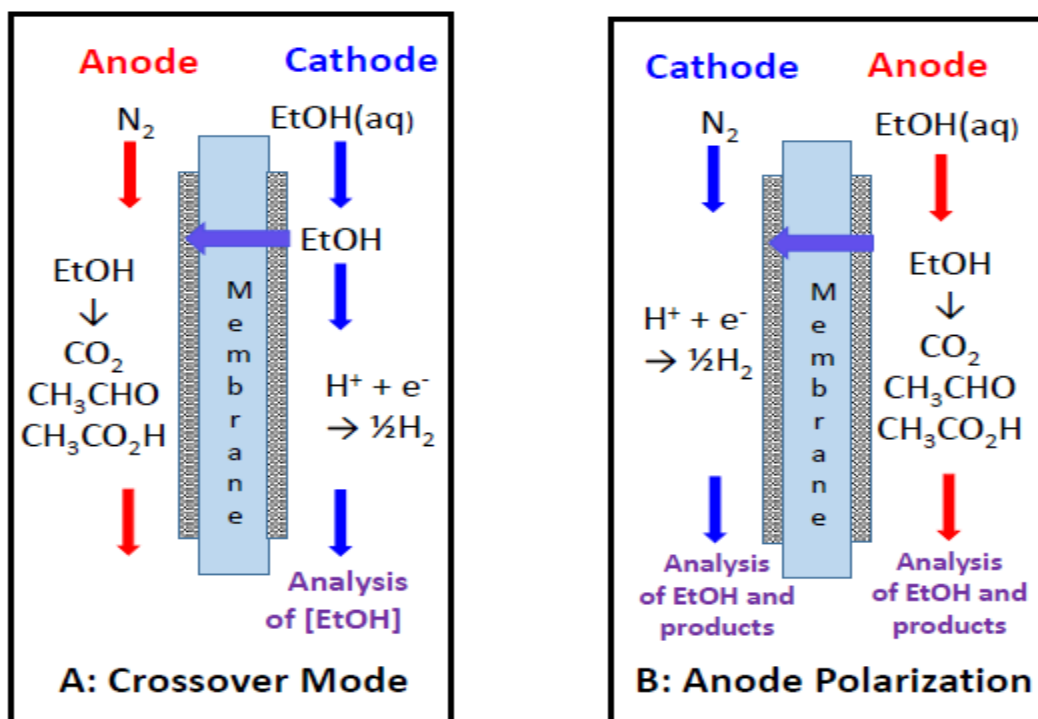 Anode
Cathode
N₂
EtOH(aq)
EtOH
EtOH
↓
CO₂
CH₃CHO
CH₃CO₂H
Membrane
H⁺ + e⁻
→ ½H₂
Analysis
of [EtOH]
A: Crossover Mode
Cathode
Anode
N₂
EtOH(aq)
H⁺ + e⁻
→ ½H₂
Membrane
EtOH
↓
CO₂
CH₃CHO
CH₃CO₂H
Analysis
of EtOH and
products
Analysis
of EtOH and
products
B: Anode Polarization